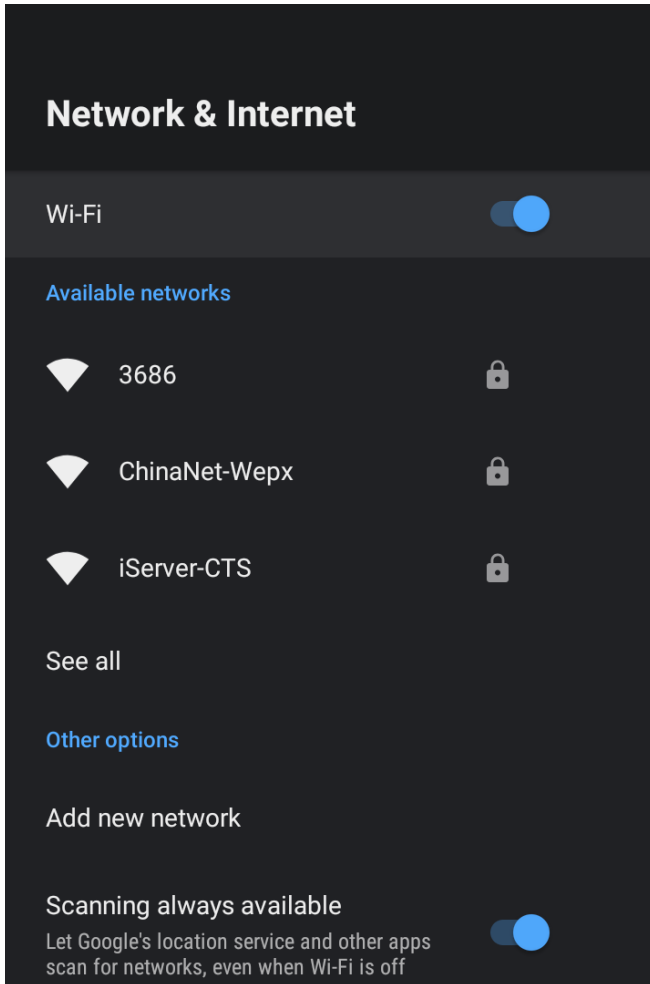 Network & Internet
Wi-Fi
Available networks
3686
ChinaNet-Wepx
iServer-CTS
See all
Other options
Add new network
Scanning always available
Let Google's location service and other apps
scan for networks, even when Wi-Fi is off